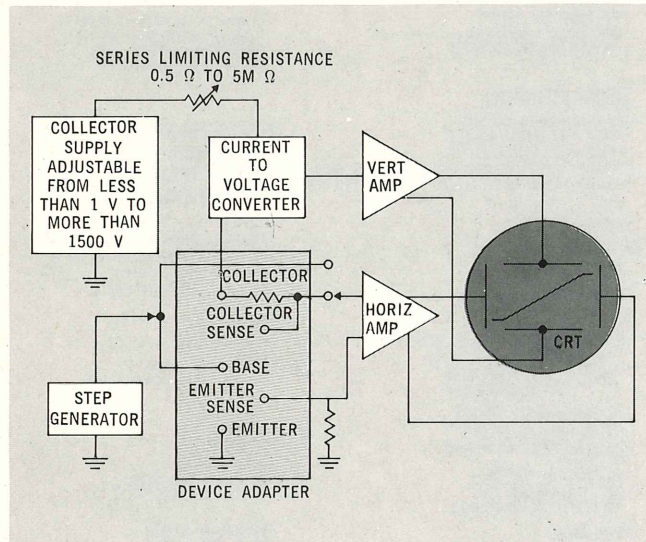 SERIES LIMITING RESISTANCE
0.5 Ω TO 5M Ω
COLLECTOR
SUPPLY
ADJUSTABLE
FROM LESS
THAN 1 V TO
MORE THAN
1500 V
CURRENT
TO
VOLTAGE
CONVERTER
VERT
AMP
COLLECTOR
COLLECTOR
SENSE
HORIZ
AMP
CRT
BASE
EMITTER
SENSE
EMITTER
STEP
GENERATOR
DEVICE ADAPTER